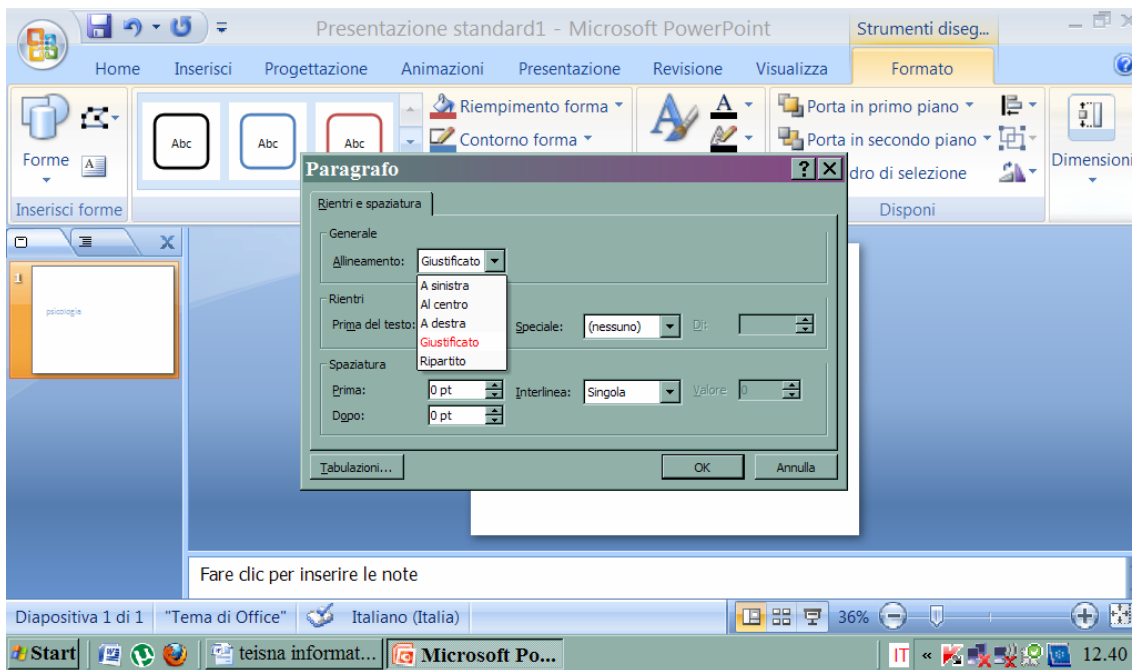 Presentazione standard1 - Microsoft PowerPoint
Strumenti diseg...
Home Inserisci Progettazione Animazioni Presentazione Revisione Visualizza Formato
Forme
Abc Abc Abc
Riempimento forma
Contorno forma
Porta in primo piano
Porta in secondo piano
dro di selezione
Dimensioni
Inserisci forme
Disponi
Paragrafo
Rientri e spaziatura
Generale
Allineamento: Giustificato
A sinistra
Al centro
A destra
Giustificato
Ripartito
Rientri
Prima del testo:
Speciale: (nessuno) Di:
Spaziatura
Prima: 0 pt Interlinea: Singola Valore 0
Dopo: 0 pt
Tabulazioni... OK Annulla
1
psicologia
Fare clic per inserire le note
Diapositiva 1 di 1 "Tema di Office" Italiano (Italia) 36%
Start teisna informat... Microsoft Po... IT « 12.40